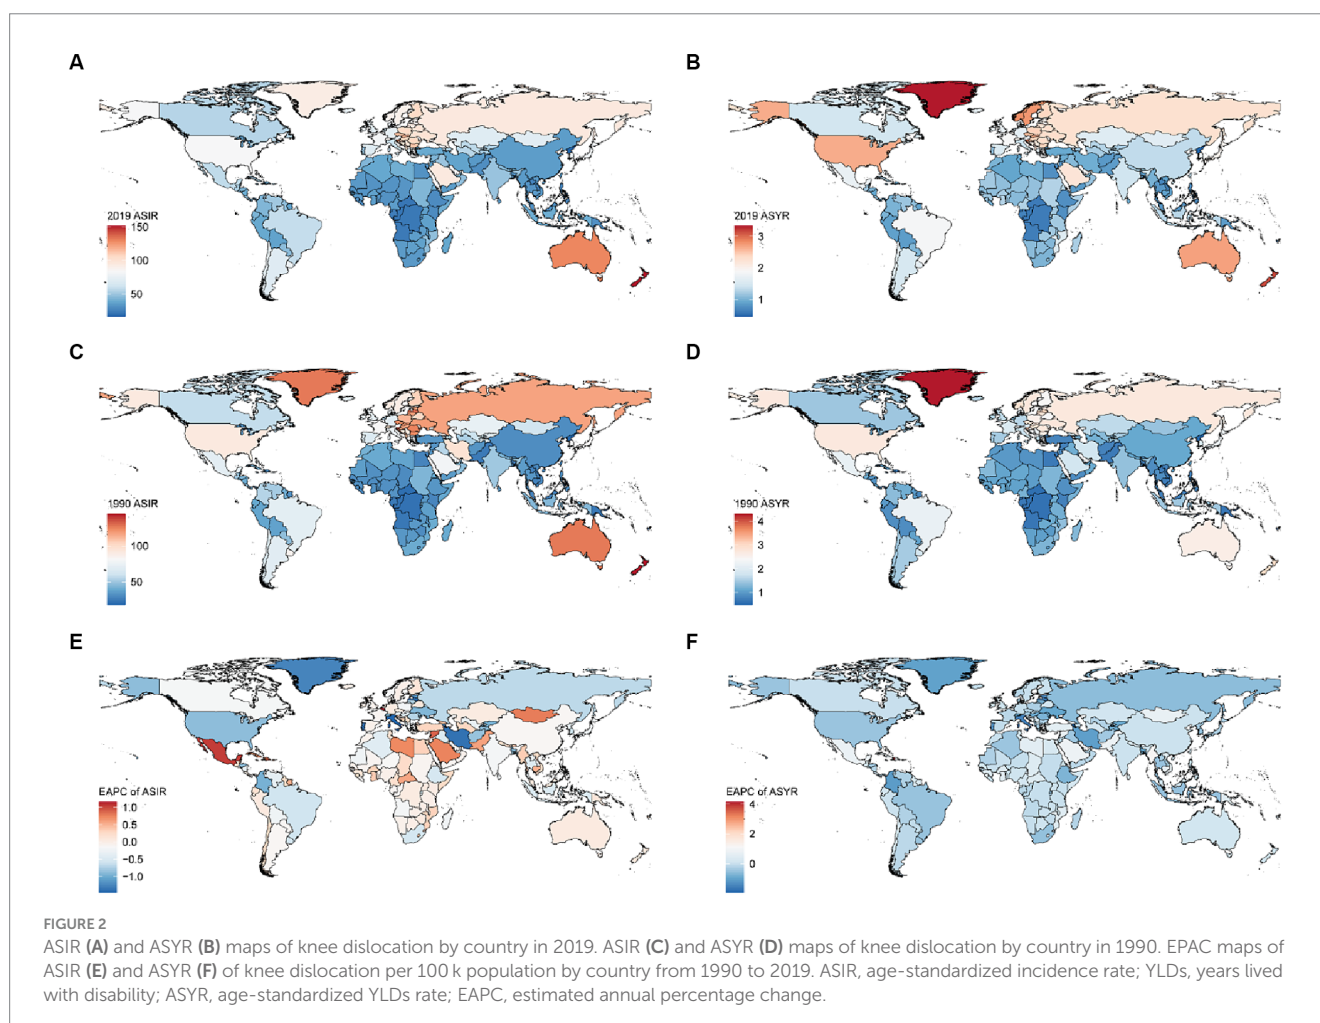 A
B
2019 ASIR
150
100
50
2019 ASYR
3
2
1
C
D
1990 ASIR
100
50
1990 ASYR
4
3
2
1
E
F
EAPC of ASIR
1.0
0.5
0.0
−0.5
−1.0
EAPC of ASYR
4
2
0
FIGURE 2
ASIR (A) and ASYR (B) maps of knee dislocation by country in 2019. ASIR (C) and ASYR (D) maps of knee dislocation by country in 1990. EPAC maps of
ASIR (E) and ASYR (F) of knee dislocation per 100 k population by country from 1990 to 2019. ASIR, age-standardized incidence rate; YLDs, years lived
with disability; ASYR, age-standardized YLDs rate; EAPC, estimated annual percentage change.